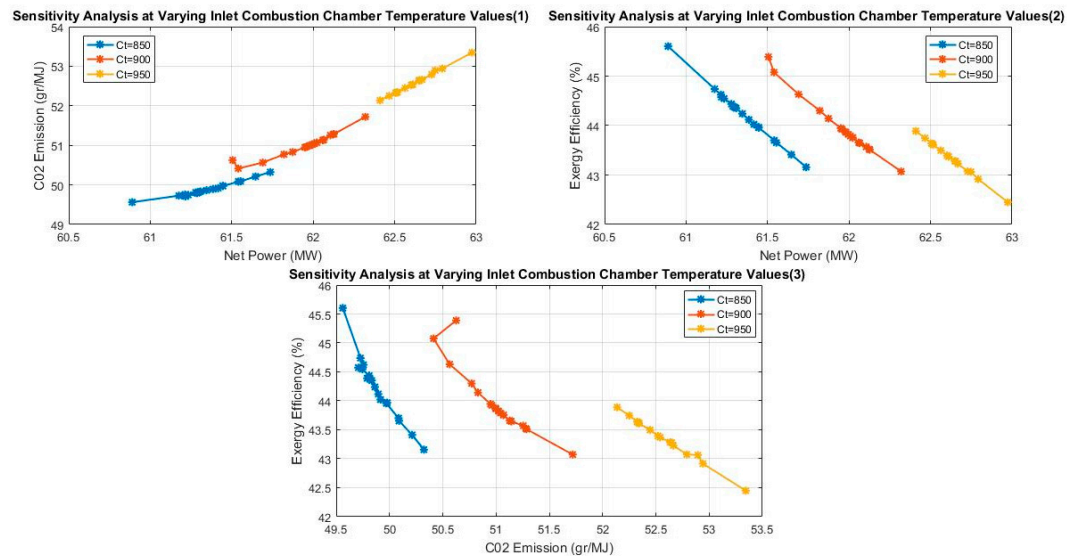 Sensitivity Analysis at Varying Inlet Combustion Chamber Temperature Values(1)
54
53
52
51
50
49
C02 Emission (gr/MJ)
Ct=850
Ct=900
Ct=950
60.5 61 61.5 62 62.5 63
Net Power (MW)
Sensitivity Analysis at Varying Inlet Combustion Chamber Temperature Values(2)
46
45
44
43
42
Exergy Efficiency (%)
Ct=850
Ct=900
Ct=950
60.5 61 61.5 62 62.5 63
Net Power (MW)
Sensitivity Analysis at Varying Inlet Combustion Chamber Temperature Values(3)
46
45.5
45
44.5
44
43.5
43
42.5
42
Exergy Efficiency (%)
Ct=850
Ct=900
Ct=950
49.5 50 50.5 51 51.5 52 52.5 53 53.5
C02 Emission (gr/MJ)